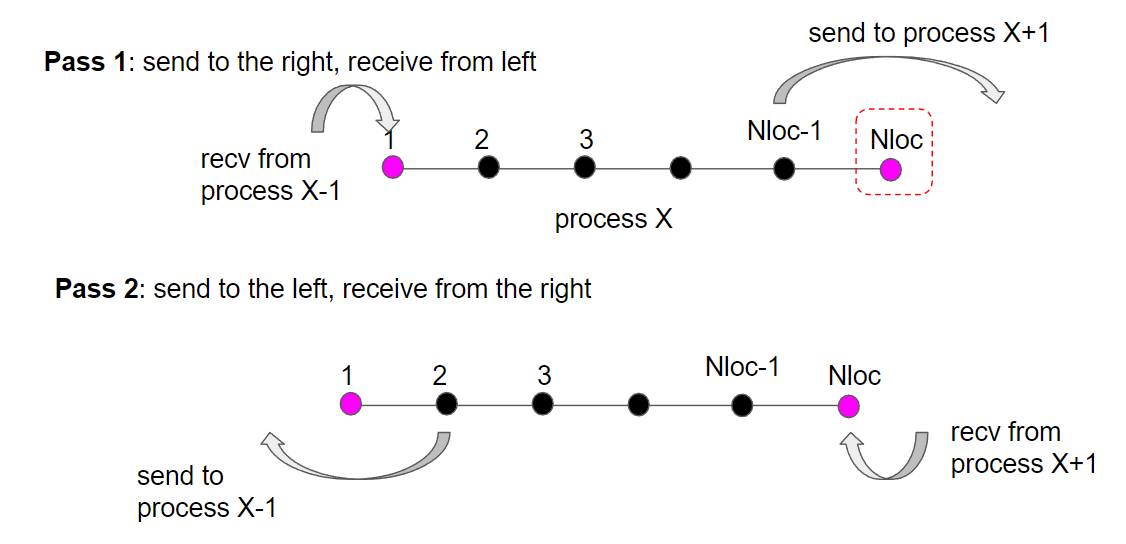 send to process X+1
Pass 1: send to the right, receive from left
1
2
3
Nloc-1
Nloc
recv from
process X-1
process X
Pass 2: send to the left, receive from the right
1
2
3
Nloc-1
Nloc
send to
process X-1
recv from
process X+1